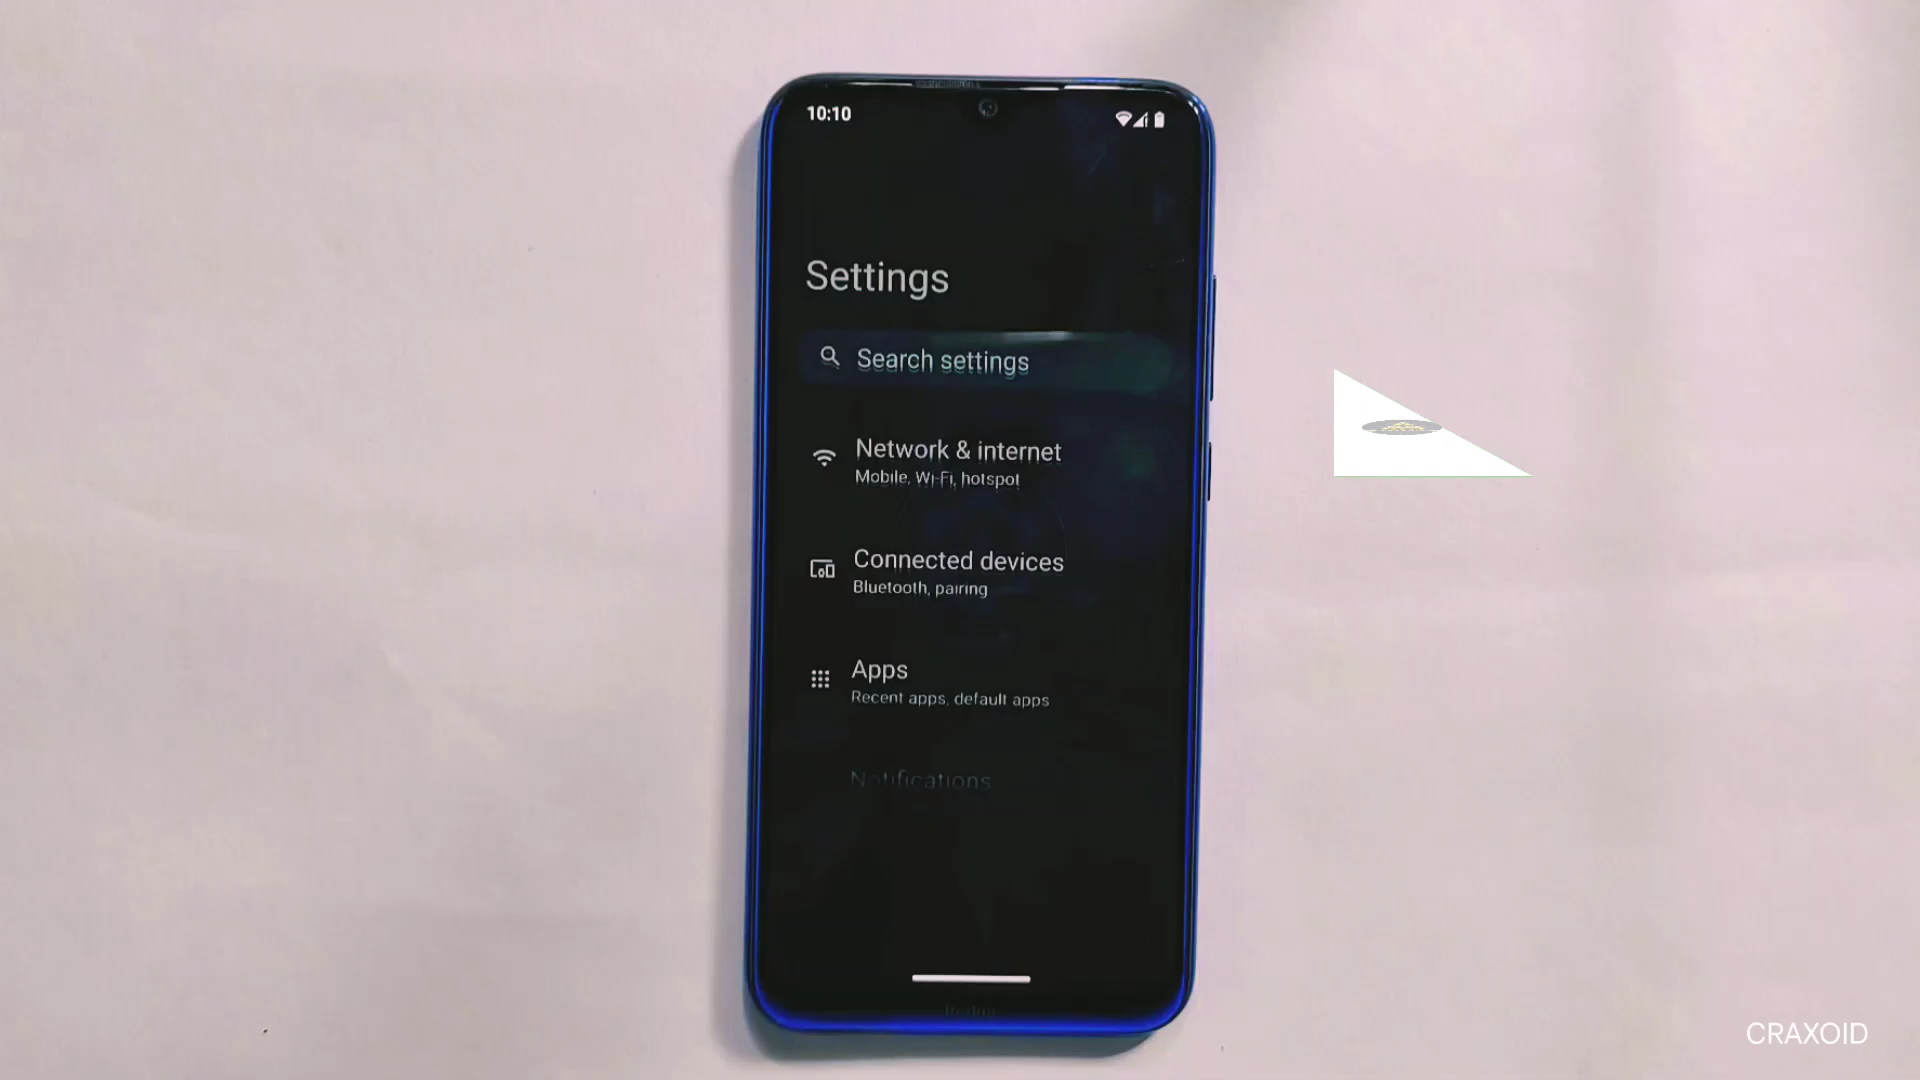 10:10
Settings
Search settings
Network & internet
Mobile, Wi-Fi, hotspot
Connected devices
Bluetooth, pairing
Apps
Recent apps, default apps
Notifications
Redmi
CRAXOID